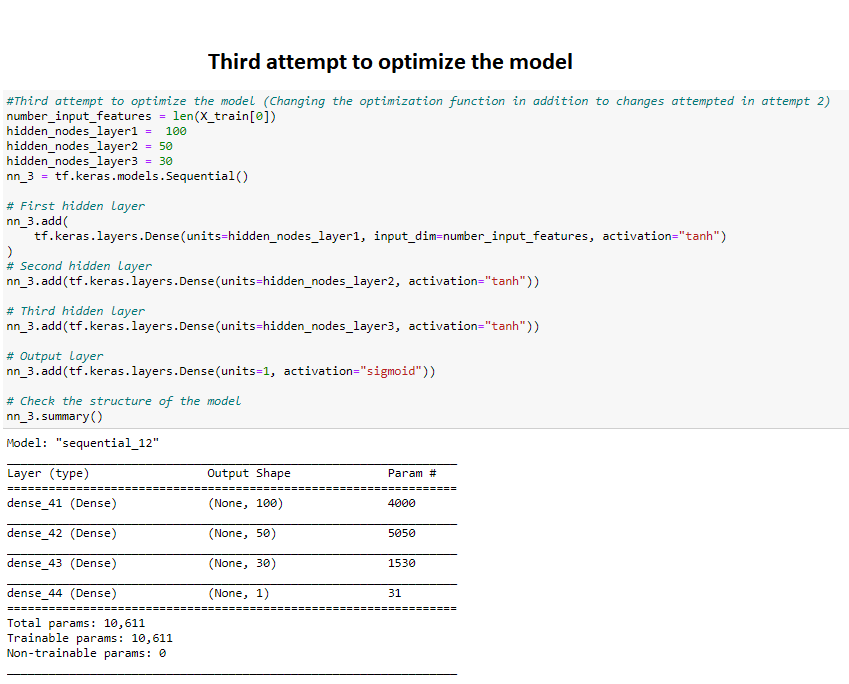 Third attempt to optimize the model
#Third attempt to optimize the model (Changing the optimization function in addition to changes attempted in attempt 2)
number_input_features = len(X_train[0])
hidden_nodes_layer1 =  100
hidden_nodes_layer2 = 50
hidden_nodes_layer3 = 30
nn_3 = tf.keras.models.Sequential()
# First hidden layer
nn_3.add(
    tf.keras.layers.Dense(units=hidden_nodes_layer1, input_dim=number_input_features, activation="tanh")
)
# Second hidden layer
nn_3.add(tf.keras.layers.Dense(units=hidden_nodes_layer2, activation="tanh"))
# Third hidden layer
nn_3.add(tf.keras.layers.Dense(units=hidden_nodes_layer3, activation="tanh"))
# Output layer
nn_3.add(tf.keras.layers.Dense(units=1, activation="sigmoid"))
# Check the structure of the model
nn_3.summary()
Model: "sequential_12"
Layer (type) Output Shape Param #
dense_41 (Dense) (None, 100) 4000
dense_42 (Dense) (None, 50) 5050
dense_43 (Dense) (None, 30) 1530
dense_44 (Dense) (None, 1) 31
Total params: 10,611
Trainable params: 10,611
Non-trainable params: 0